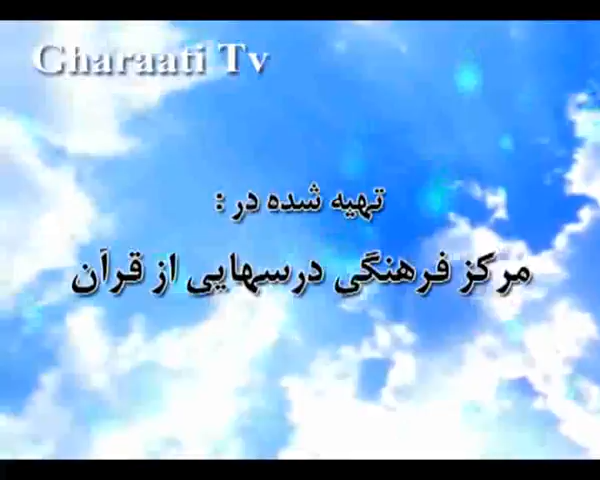 Gharaati Tv
تهیه شده در :
مرکز فرهنگی درسهایی از قرآن